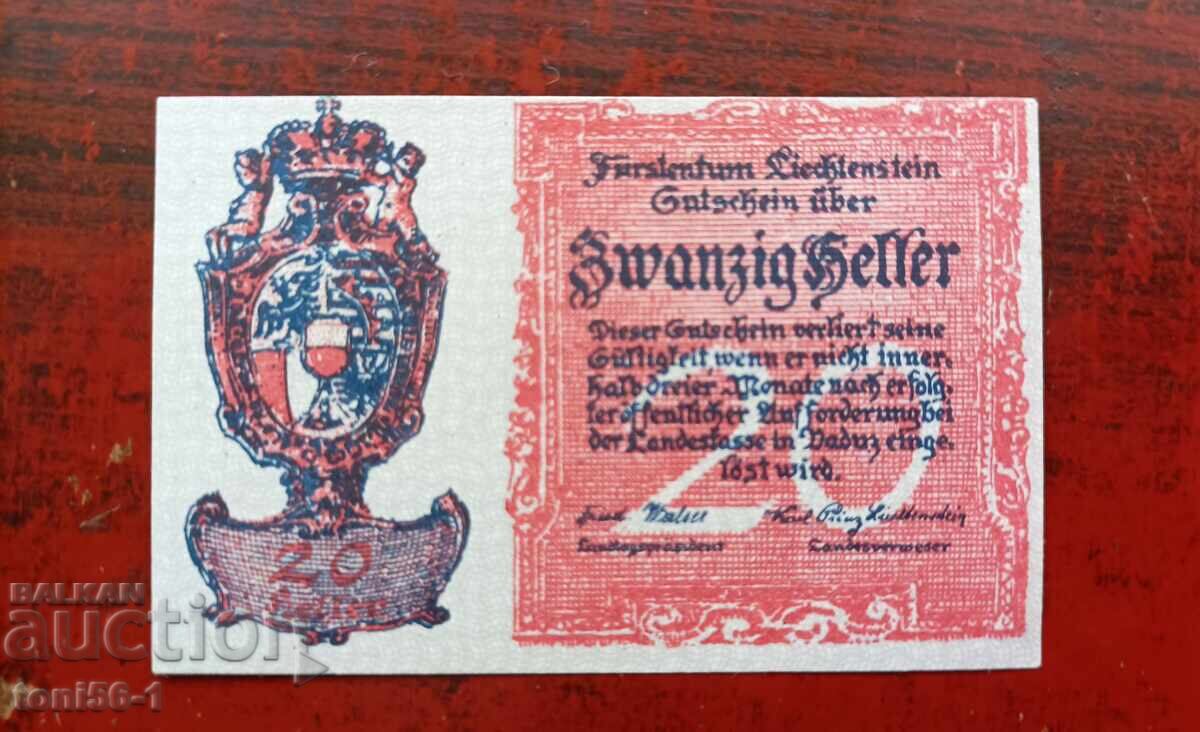 Fürstentum Liechtenstein
Gutschein über
Zwanzig Heller
Dieser Gutschein verliert seine
Gültigkeit wenn er nicht inner-
halb dreier Monate nach erfolg-
ter öffentlicher Aufforderung bei
der Landeskasse in Vaduz einge-
löst wird.
20
Walser
Karl Prinz Liechtenstein
Landtagspräsident
Landesverweser
20
Heller
BALKAN
auction
toni56-1